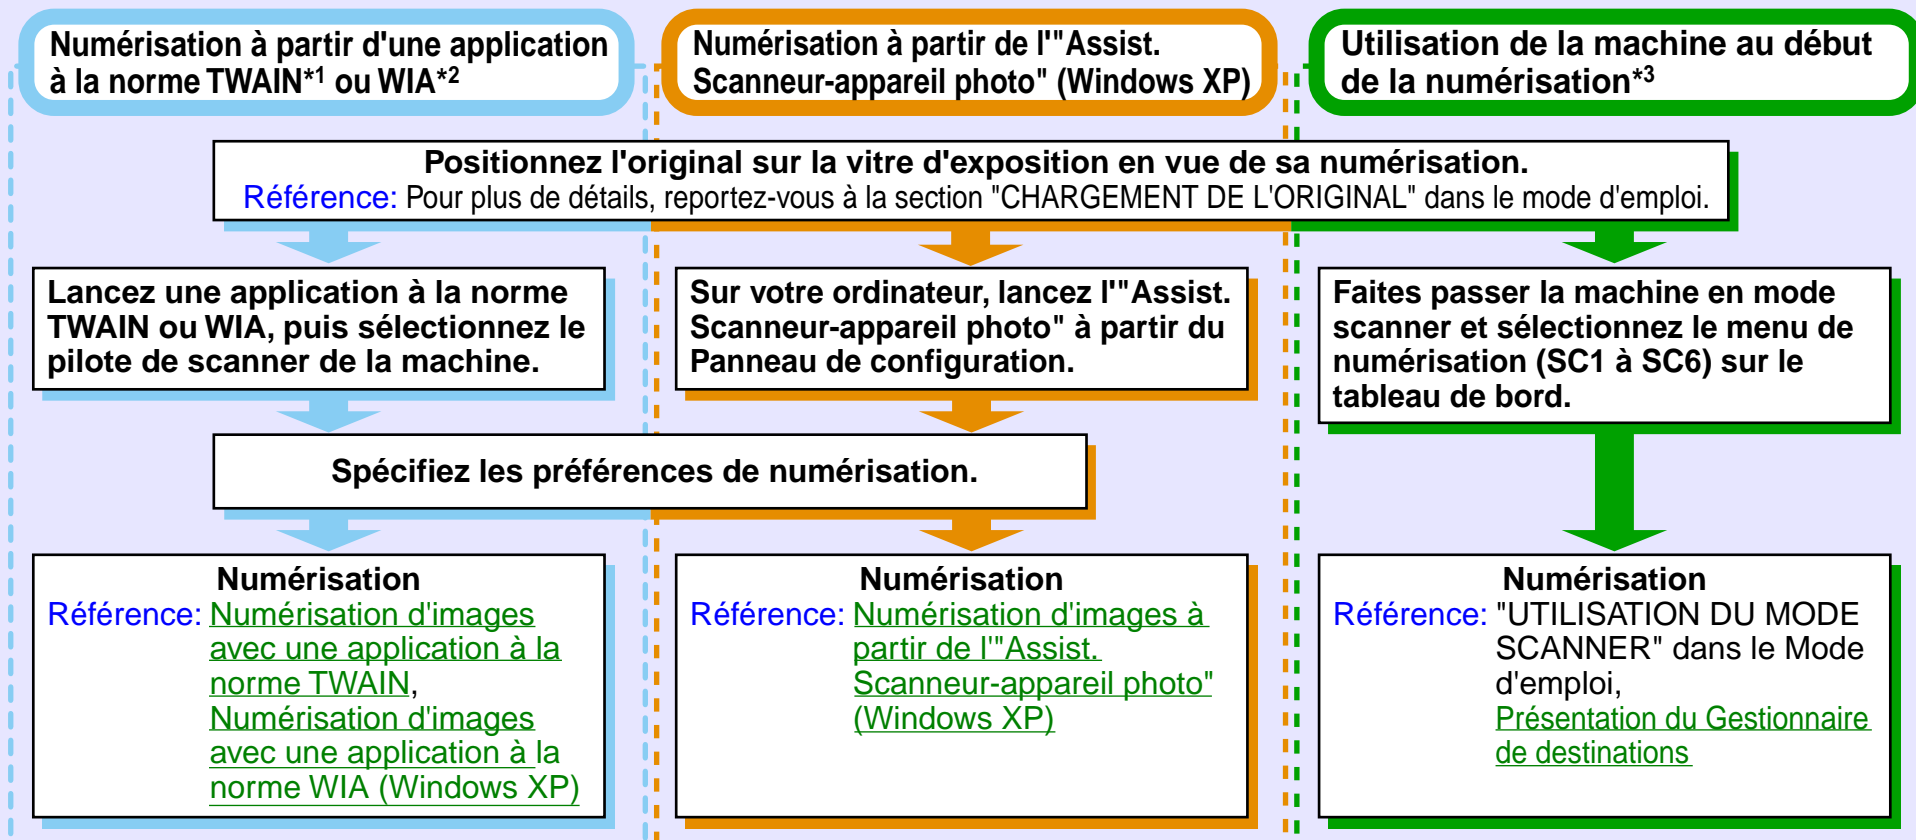 Numérisation à partir d'une application
à la norme TWAIN*1 ou WIA*2
Numérisation à partir de l'"Assist.
Scanneur-appareil photo" (Windows XP)
Utilisation de la machine au début
de la numérisation*3
Positionnez l'original sur la vitre d'exposition en vue de sa numérisation.
Référence: Pour plus de détails, reportez-vous à la section "CHARGEMENT DE L'ORIGINAL" dans le mode d'emploi.
Lancez une application à la norme
TWAIN ou WIA, puis sélectionnez le
pilote de scanner de la machine.
Sur votre ordinateur, lancez l'"Assist.
Scanneur-appareil photo" à partir du
Panneau de configuration.
Faites passer la machine en mode
scanner et sélectionnez le menu de
numérisation (SC1 à SC6) sur le
tableau de bord.
Spécifiez les préférences de numérisation.
Numérisation
Référence: Numérisation d'images
avec une application à la
norme TWAIN,
Numérisation d'images
avec une application à la
norme WIA (Windows XP)
Numérisation
Référence: Numérisation d'images à
partir de l'"Assist.
Scanneur-appareil photo"
(Windows XP)
Numérisation
Référence: "UTILISATION DU MODE
SCANNER" dans le Mode
d'emploi,
Présentation du Gestionnaire
de destinations